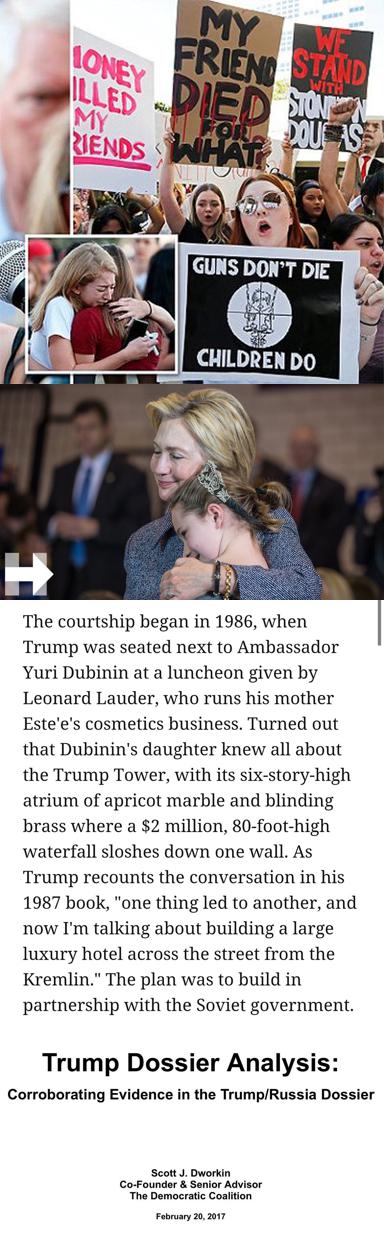 MONEY
KILLED
MY
FRIENDS
MY
FRIEND
DIED
FOR
WHAT?
WE
STAND
WITH
STONEMAN
DOUGLAS
GUNS DON'T DIE
CHILDREN DO
The courtship began in 1986, when
Trump was seated next to Ambassador
Yuri Dubinin at a luncheon given by
Leonard Lauder, who runs his mother
Este'e's cosmetics business. Turned out
that Dubinin's daughter knew all about
the Trump Tower, with its six-story-high
atrium of apricot marble and blinding
brass where a $2 million, 80-foot-high
waterfall sloshes down one wall. As
Trump recounts the conversation in his
1987 book, "one thing led to another, and
now I'm talking about building a large
luxury hotel across the street from the
Kremlin." The plan was to build in
partnership with the Soviet government.
Trump Dossier Analysis:
Corroborating Evidence in the Trump/Russia Dossier
Scott J. Dworkin
Co-Founder & Senior Advisor
The Democratic Coalition
February 20, 2017